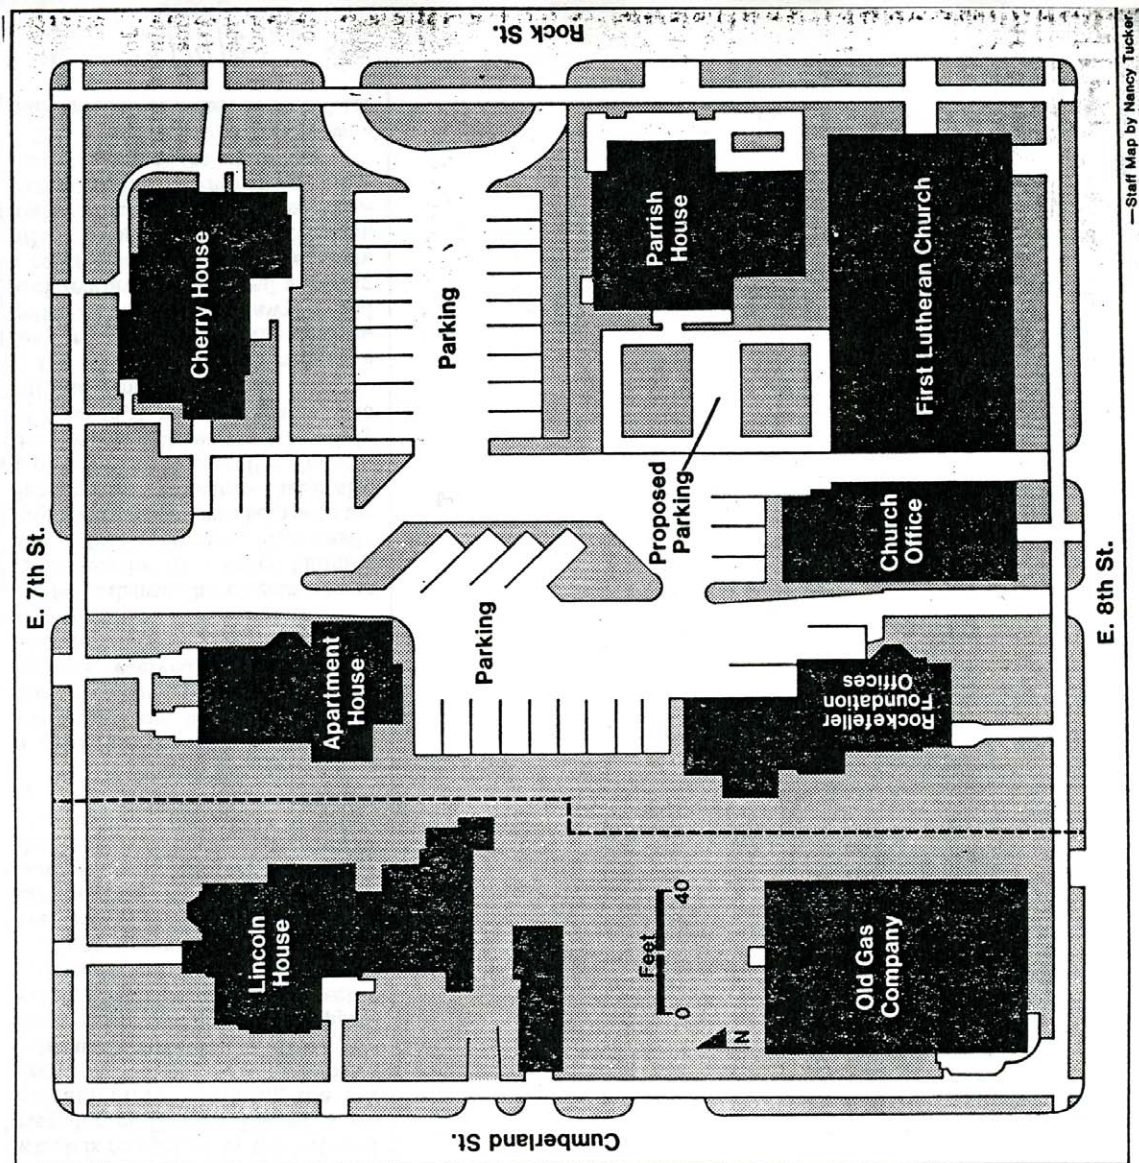 Rock St.
—Staff Map by Nancy Tucker
Cherry House
Parking
Parrish
House
First Lutheran Church
E. 7th St.
Proposed
Parking
Church
Office
E. 8th St.
Apartment
House
Parking
Rockefeller
Foundation
Offices
Lincoln
House
0
Feet
40
N
Old Gas
Company
Cumberland St.